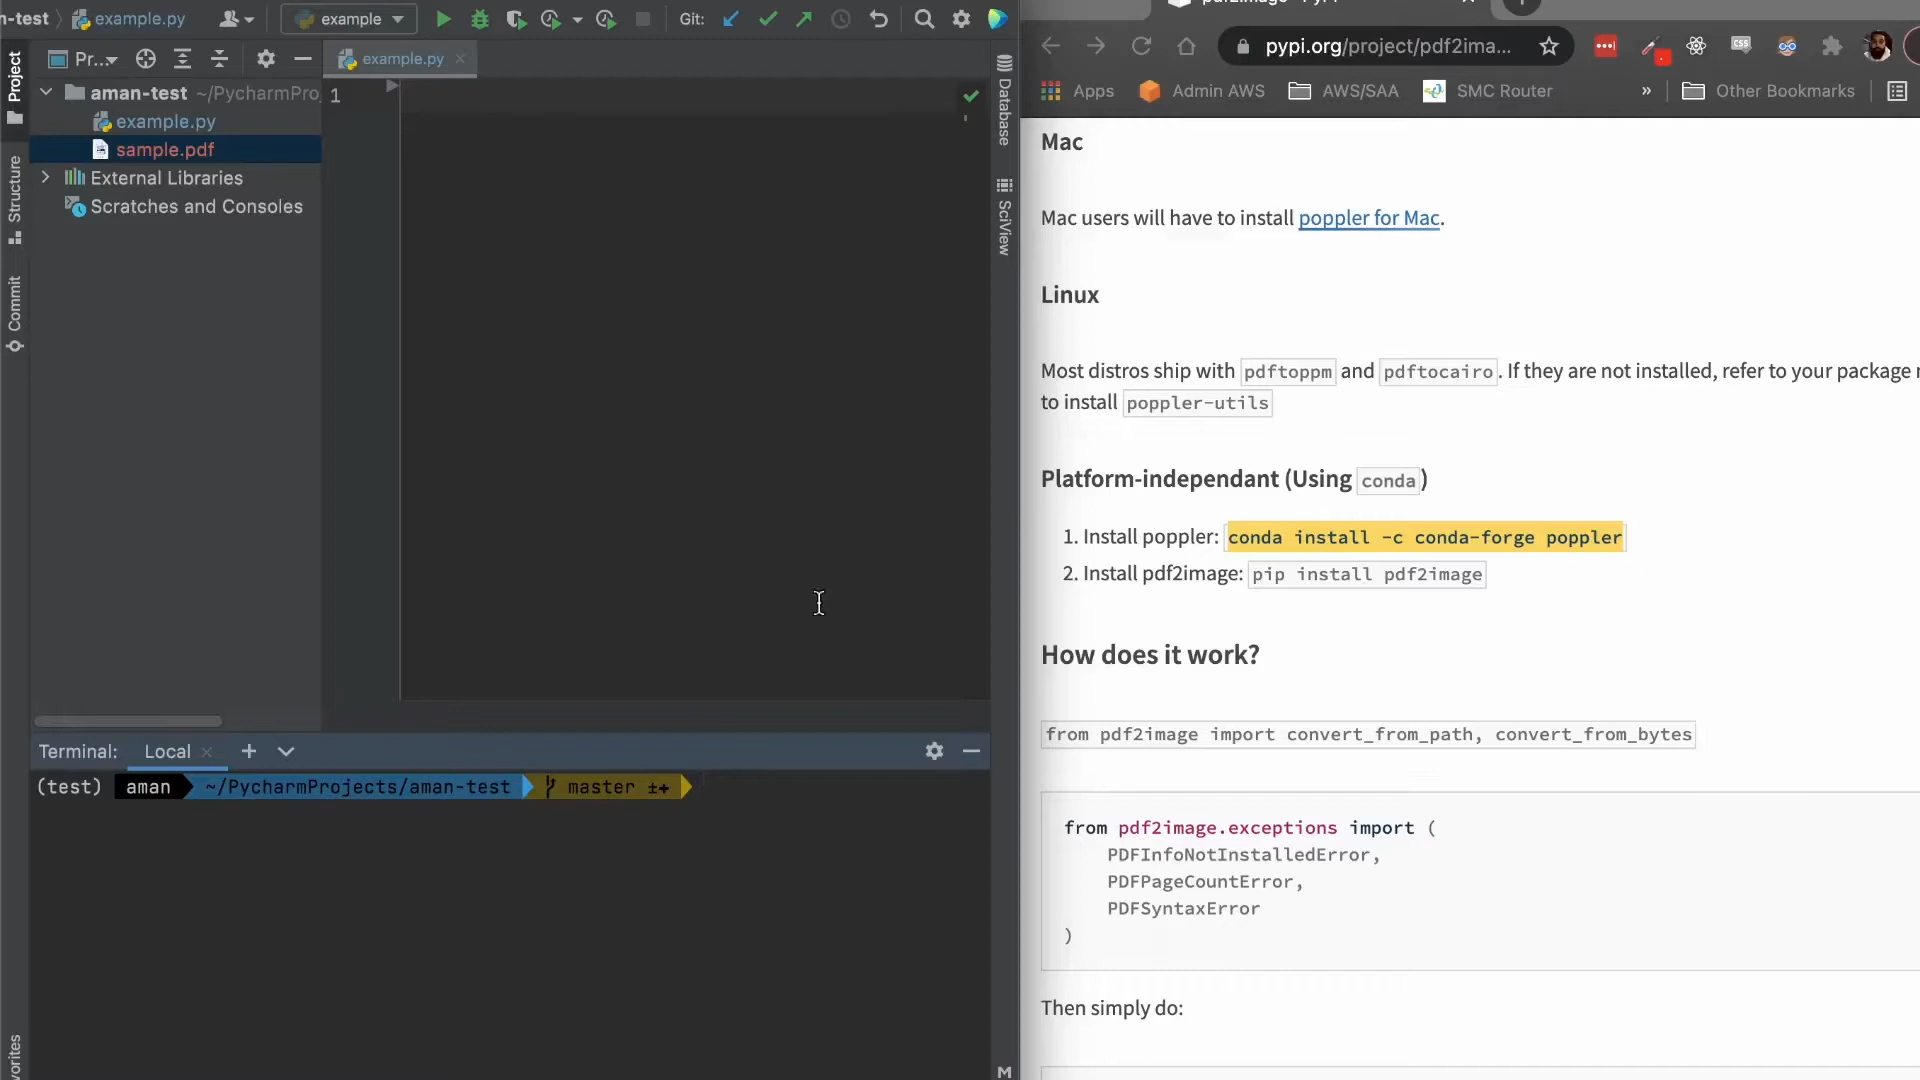 n-test
example.py
example
Git:
Pr...
example.py
Project
Structure
Commit
vorites
aman-test ~/PycharmPro
example.py
sample.pdf
External Libraries
Scratches and Consoles
1
Database
SciView
M
Terminal: Local
(test) aman ~/PycharmProjects/aman-test master ±+
pypi.org/project/pdf2ima...
CSS
Apps
Admin AWS
AWS/SAA
SMC Router
»
Other Bookmarks
Mac
Mac users will have to install poppler for Mac.
Linux
Most distros ship with pdftoppm and pdftocairo. If they are not installed, refer to your package
to install poppler-utils
Platform-independant (Using conda)
1. Install poppler: conda install -c conda-forge poppler
2. Install pdf2image: pip install pdf2image
How does it work?
from pdf2image import convert_from_path, convert_from_bytes
from pdf2image.exceptions import (
PDFInfoNotInstalledError,
PDFPageCountError,
PDFSyntaxError
)
Then simply do: